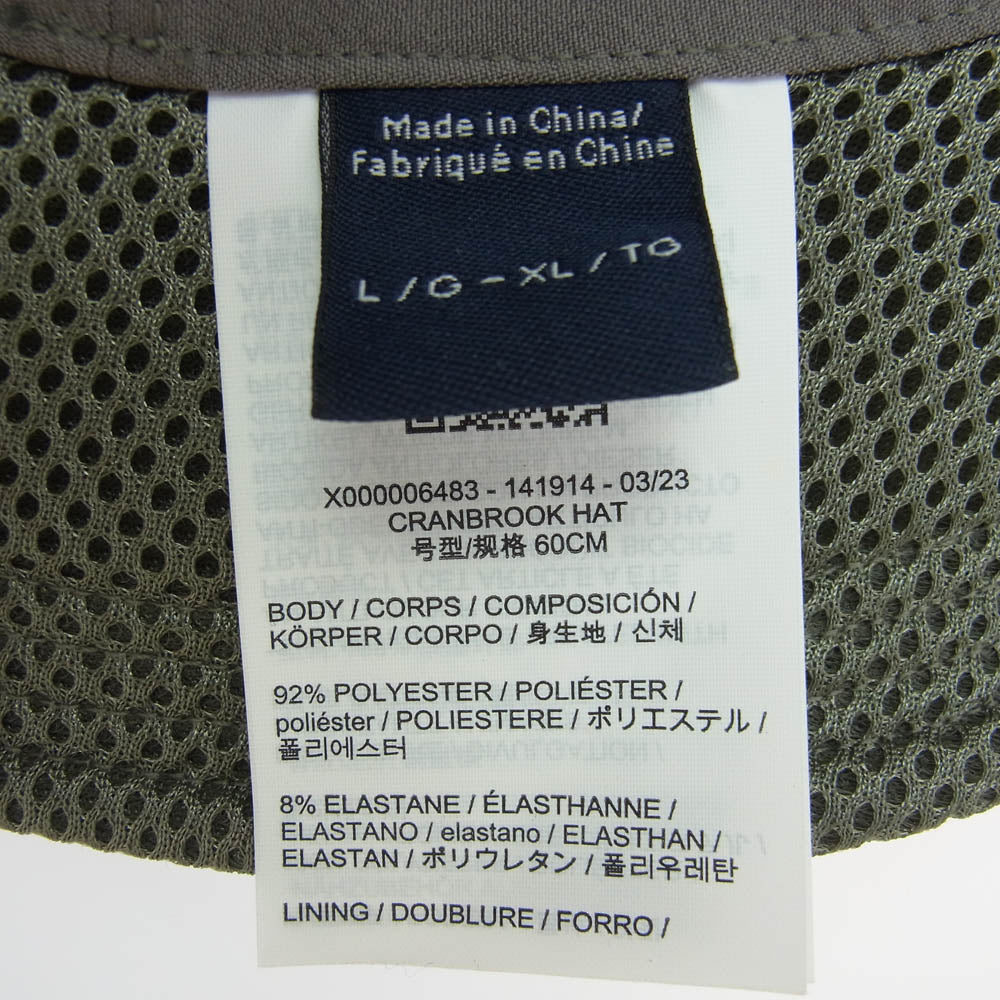 Made in China/
Fabriqué en Chine
L / G - XL / TG
X000006483 - 141914 - 03/23
CRANBROOK HAT
号型/规格 60CM
BODY / CORPS / COMPOSICIÓN /
KÖRPER / CORPO / 身生地 / 신체
92% POLYESTER / POLIÉSTER /
poliéster / POLIESTERE / ポリエステル /
폴리에스터
8% ELASTANE / ÉLASTHANNE /
ELASTANO / elastano / ELASTHAN /
ELASTAN / ポリウレタン / 폴리우레탄
LINING / DOUBLURE / FORRO /